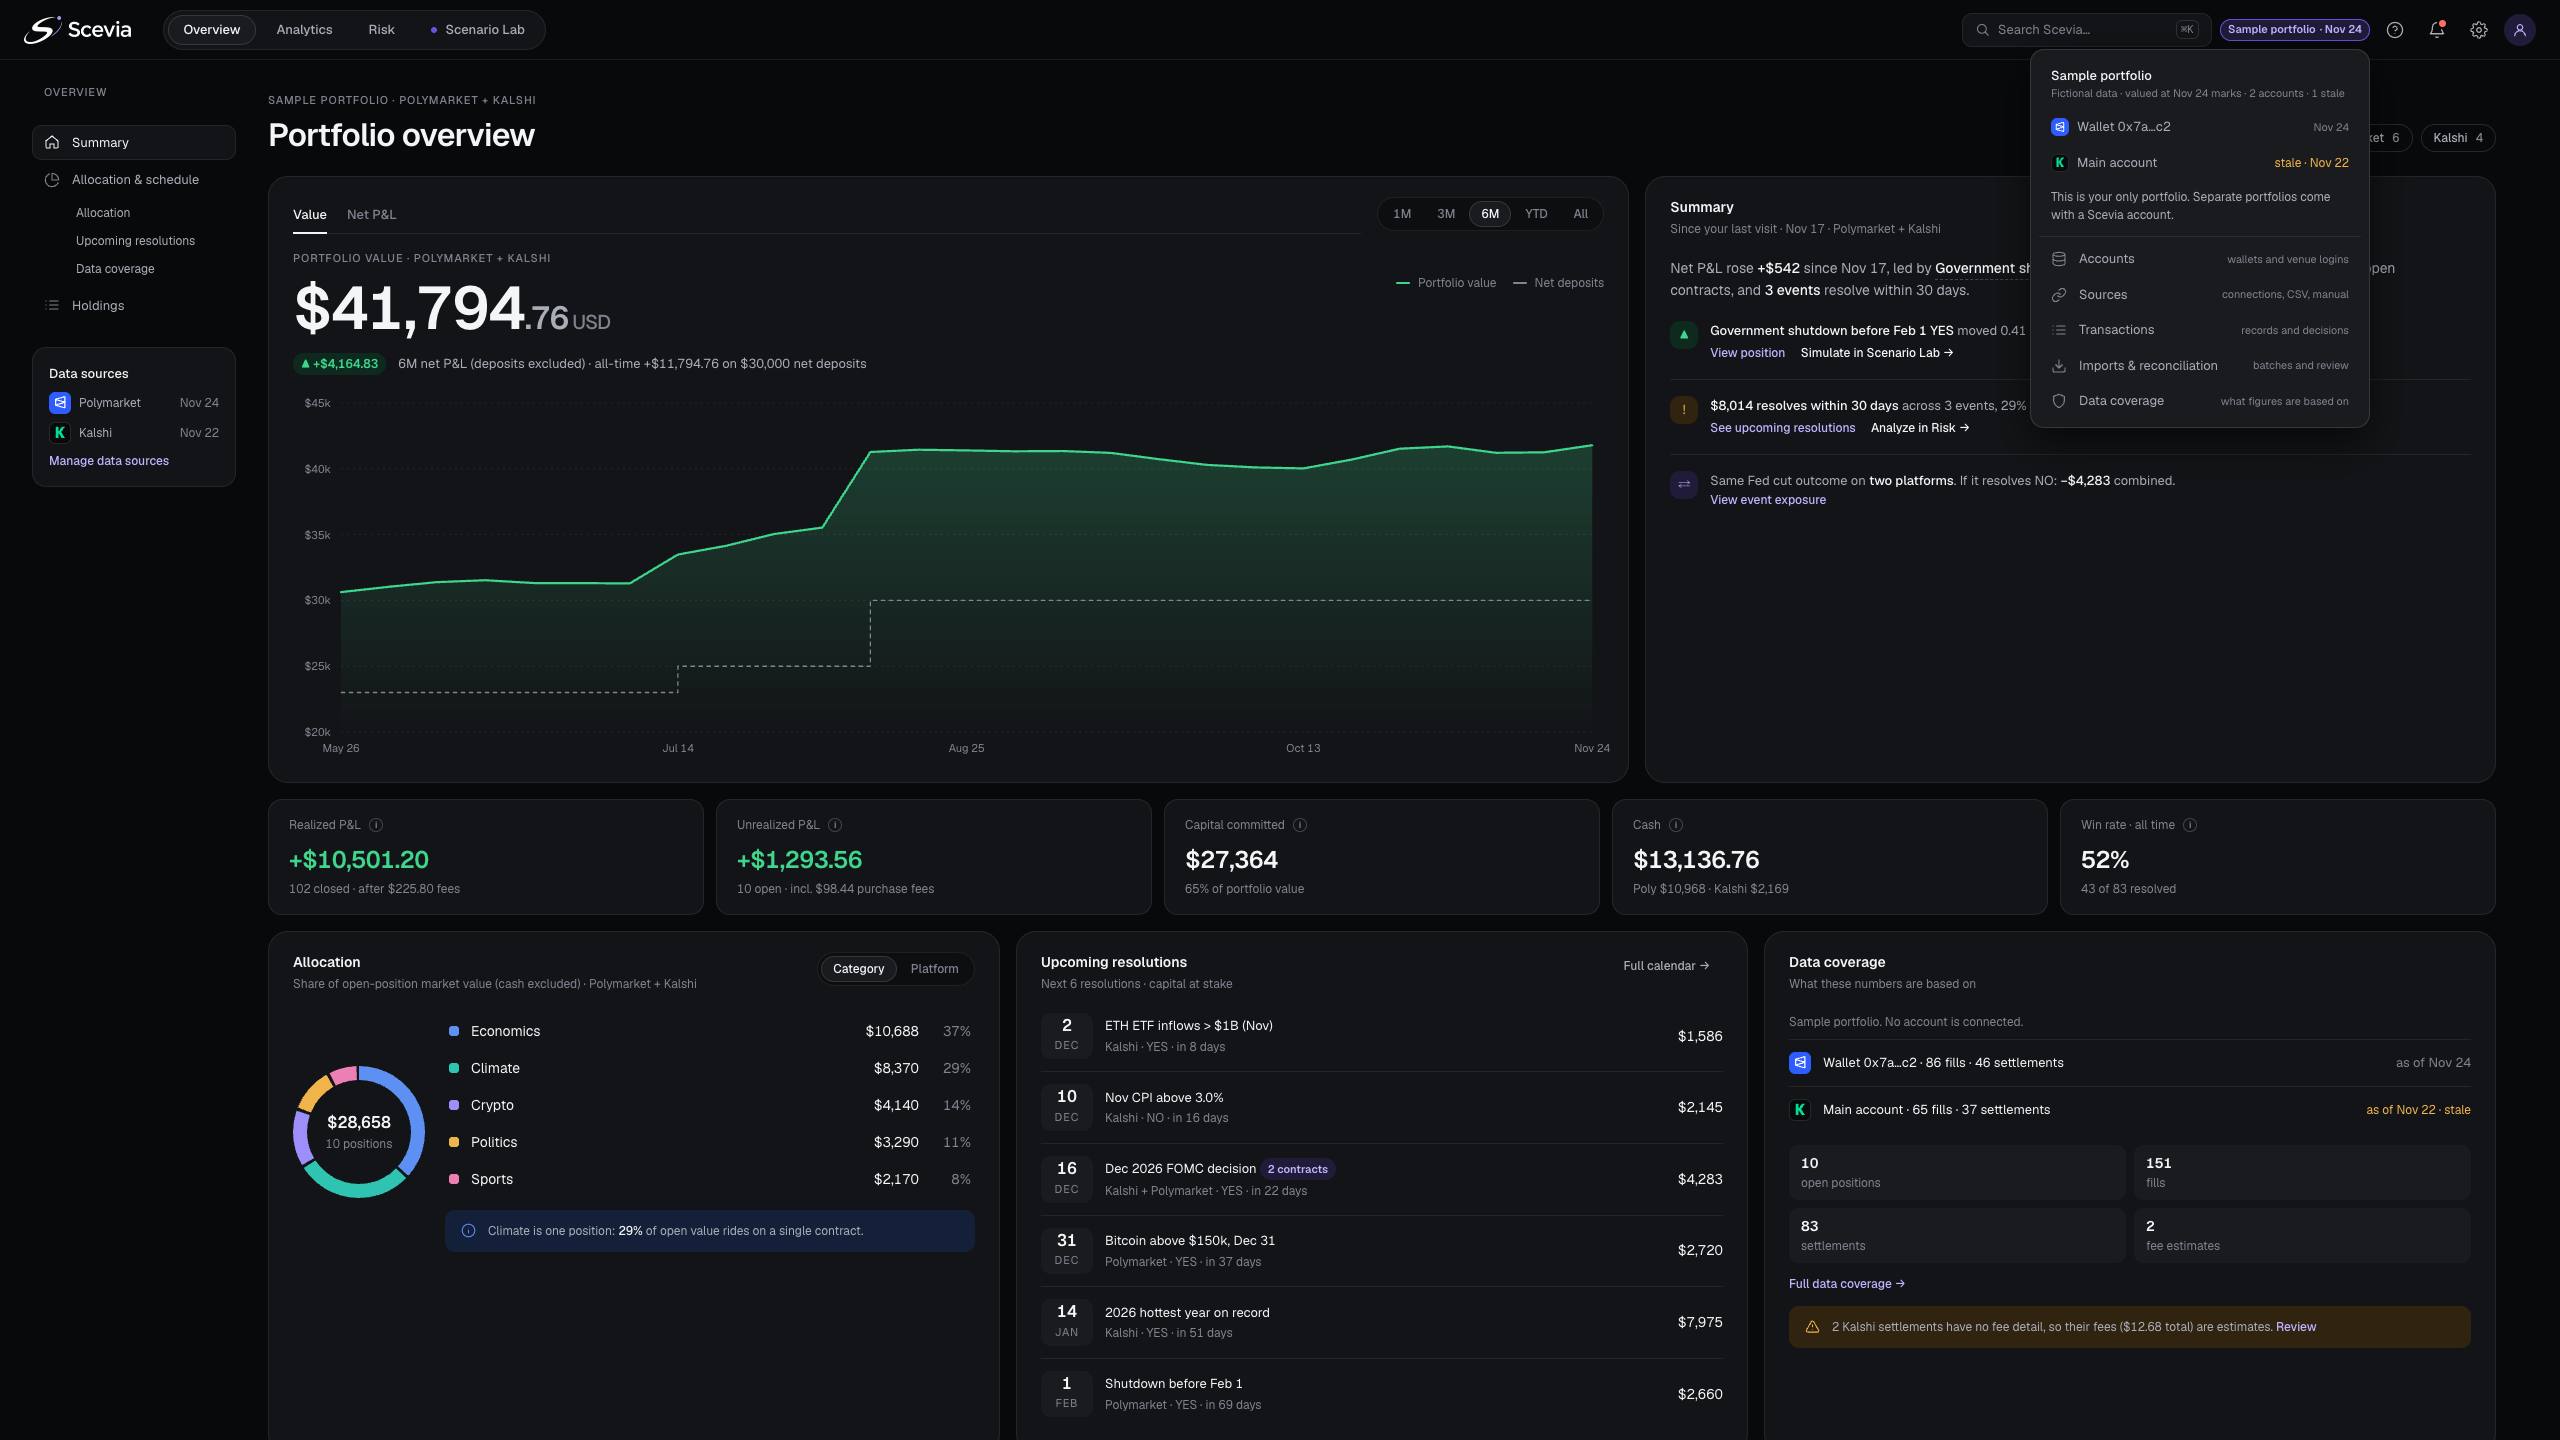 Scevia
Overview
Analytics
Risk
Scenario Lab
Search Scevia...
⌘K
Sample portfolio · Nov 24
OVERVIEW
Summary
Allocation & schedule
Allocation
Upcoming resolutions
Data coverage
Holdings
Data sources
Polymarket Nov 24
Kalshi Nov 22
Manage data sources
SAMPLE PORTFOLIO · POLYMARKET + KALSHI
Portfolio overview
6
Kalshi 4
Sample portfolio
Fictional data · valued at Nov 24 marks · 2 accounts · 1 stale
Wallet 0x7a...c2 Nov 24
Main account stale · Nov 22
This is your only portfolio. Separate portfolios come
with a Scevia account.
Accounts wallets and venue logins
Sources connections, CSV, manual
Transactions records and decisions
Imports & reconciliation batches and review
Data coverage what figures are based on
Value Net P&L
1M 3M 6M YTD All
PORTFOLIO VALUE · POLYMARKET + KALSHI
$41,794.76 USD
Portfolio value Net deposits
▲ +$4,164.83 6M net P&L (deposits excluded) · all-time +$11,794.76 on $30,000 net deposits
$45k
$40k
$35k
$30k
$25k
$20k
May 26 Jul 14 Aug 25 Oct 13 Nov 24
Summary
Since your last visit · Nov 17 · Polymarket + Kalshi
Net P&L rose +$542 since Nov 17, led by Government
contracts, and 3 events resolve within 30 days.
Government shutdown before Feb 1 YES moved 0.41
View position Simulate in Scenario Lab →
$8,014 resolves within 30 days across 3 events, 29%
See upcoming resolutions Analyze in Risk →
Same Fed cut outcome on two platforms. If it resolves NO: −$4,283 combined.
View event exposure
Realized P&L
+$10,501.20
102 closed · after $225.80 fees
Unrealized P&L
+$1,293.56
10 open · incl. $98.44 purchase fees
Capital committed
$27,364
65% of portfolio value
Cash
$13,136.76
Poly $10,968 · Kalshi $2,169
Win rate · all time
52%
43 of 83 resolved
Allocation
Share of open-position market value (cash excluded) · Polymarket + Kalshi
Category Platform
$28,658
10 positions
Economics $10,688 37%
Climate $8,370 29%
Crypto $4,140 14%
Politics $3,290 11%
Sports $2,170 8%
Climate is one position: 29% of open value rides on a single contract.
Upcoming resolutions
Next 6 resolutions · capital at stake
Full calendar →
2 DEC
ETH ETF inflows > $1B (Nov)
Kalshi · YES · in 8 days
$1,586
10 DEC
Nov CPI above 3.0%
Kalshi · NO · in 16 days
$2,145
16 DEC
Dec 2026 FOMC decision 2 contracts
Kalshi + Polymarket · YES · in 22 days
$4,283
31 DEC
Bitcoin above $150k, Dec 31
Polymarket · YES · in 37 days
$2,720
14 JAN
2026 hottest year on record
Kalshi · YES · in 51 days
$7,975
1 FEB
Shutdown before Feb 1
Polymarket · YES · in 69 days
$2,660
Data coverage
What these numbers are based on
Sample portfolio. No account is connected.
Wallet 0x7a...c2 · 86 fills · 46 settlements as of Nov 24
Main account · 65 fills · 37 settlements as of Nov 22 · stale
10
open positions
151
fills
83
settlements
2
fee estimates
Full data coverage →
2 Kalshi settlements have no fee detail, so their fees ($12.68 total) are estimates. Review